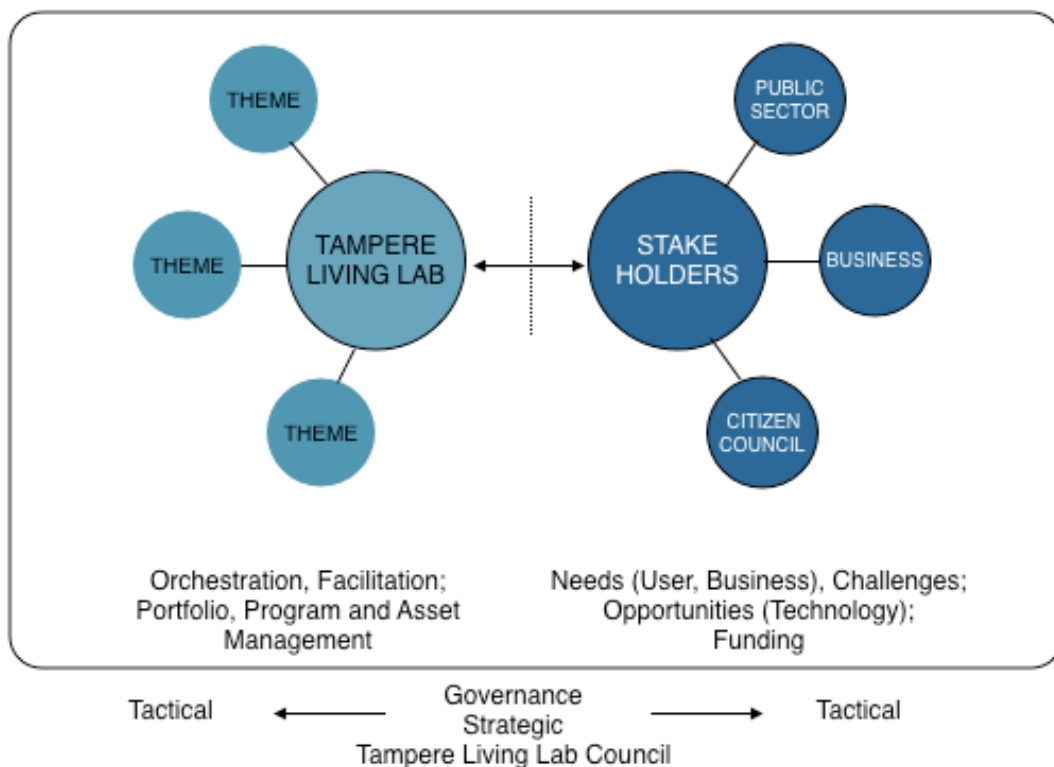 THEME
PUBLIC
SECTOR
THEME
TAMPERE
LIVING LAB
STAKE
HOLDERS
BUSINESS
THEME
CITIZEN
COUNCIL
Orchestration, Facilitation;
Portfolio, Program and Asset
Management
Needs (User, Business), Challenges;
Opportunities (Technology);
Funding
Tactical
Governance
Strategic
Tampere Living Lab Council
Tactical